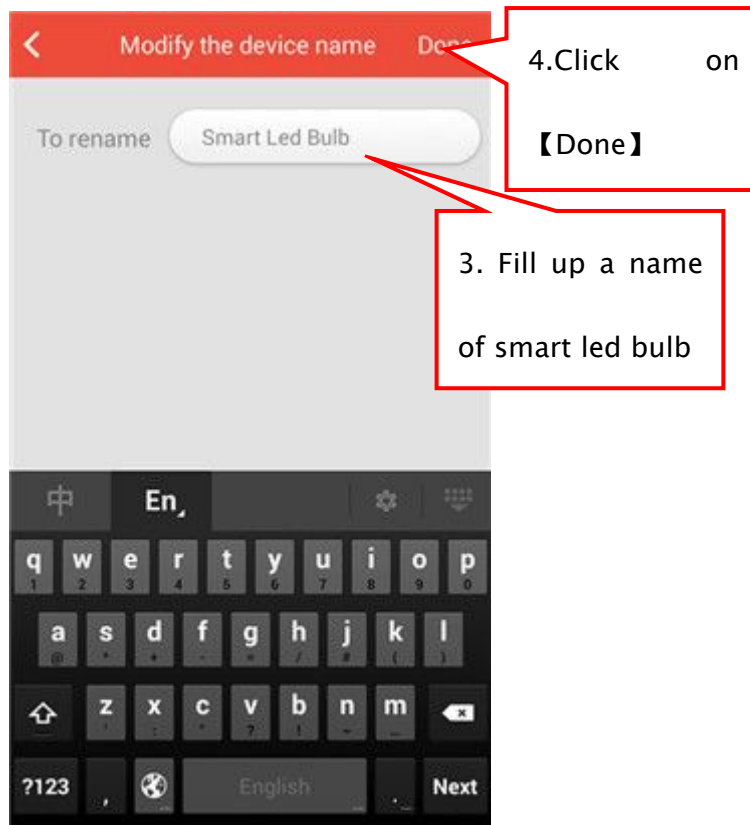 Modify the device name Done
4.Click on
【Done】
To rename Smart Led Bulb
3. Fill up a name
of smart led bulb
中 En
q w e r t y u i o p
1 2 3 4 5 6 7 8 9 0
a s d f g h j k l
@ * + - = / # ( )
z x c v b n m
' : " ? ! ~ _
?123 , English . Next